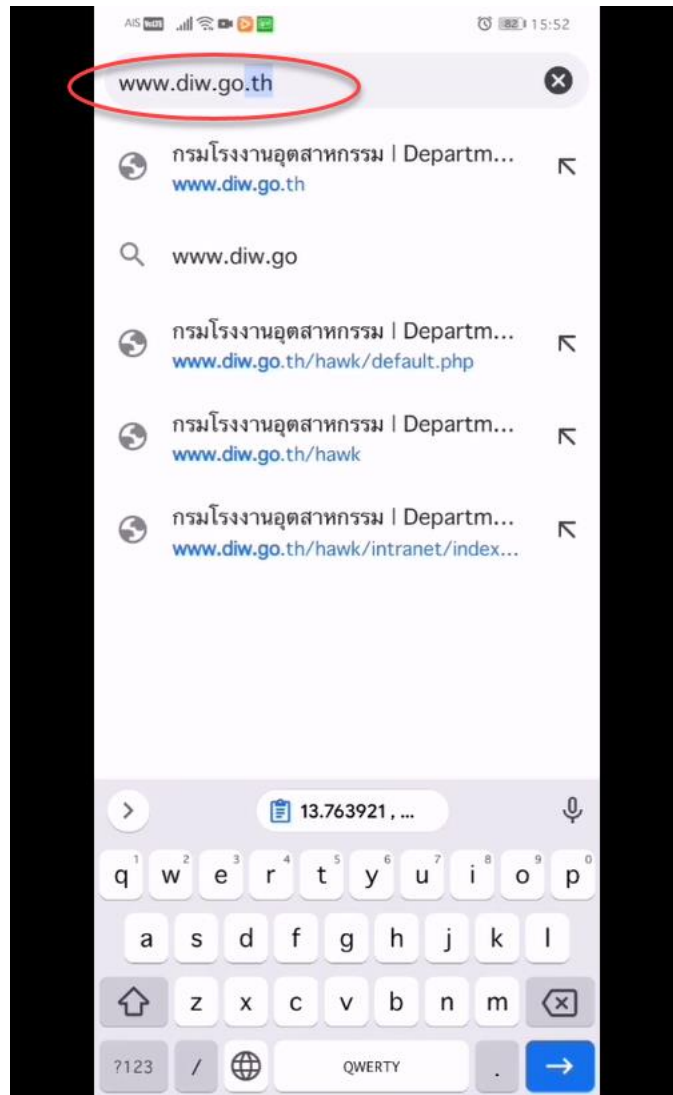 AIS VoLTE 82 15:52
www.diw.go.th
กรมโรงงานอุตสาหกรรม | Departm...
www.diw.go.th
www.diw.go
กรมโรงงานอุตสาหกรรม | Departm...
www.diw.go.th/hawk/default.php
กรมโรงงานอุตสาหกรรม | Departm...
www.diw.go.th/hawk
กรมโรงงานอุตสาหกรรม | Departm...
www.diw.go.th/hawk/intranet/index...
13.763921 , ...
1 2 3 4 5 6 7 8 9 0
q w e r t y u i o p
a s d f g h j k l
z x c v b n m
?123 / QWERTY .